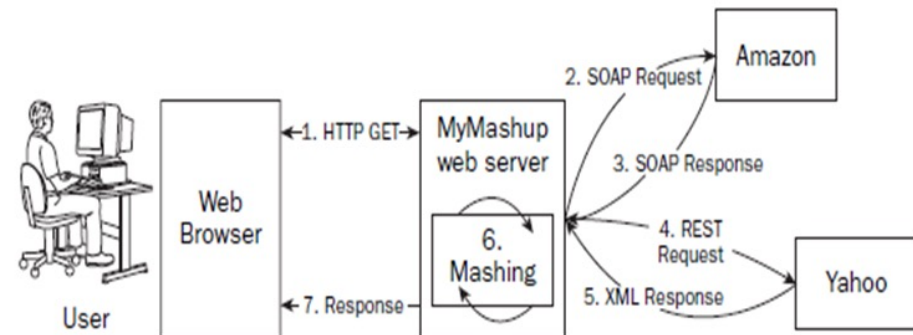 User
Web
Browser
1. HTTP GET
MyMashup
web server
6.
Mashing
7. Response
2. SOAP Request
Amazon
3. SOAP Response
4. REST
Request
5. XML Response
Yahoo